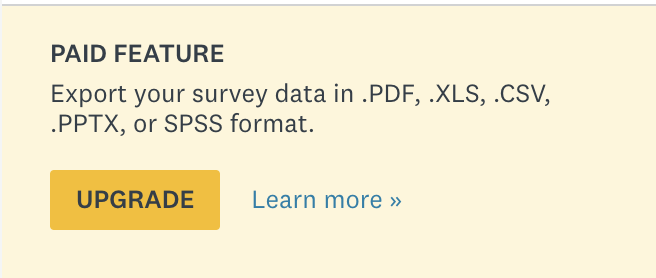 PAID FEATURE
Export your survey data in .PDF, .XLS, .CSV,
.PPTX, or SPSS format.
UPGRADE Learn more »